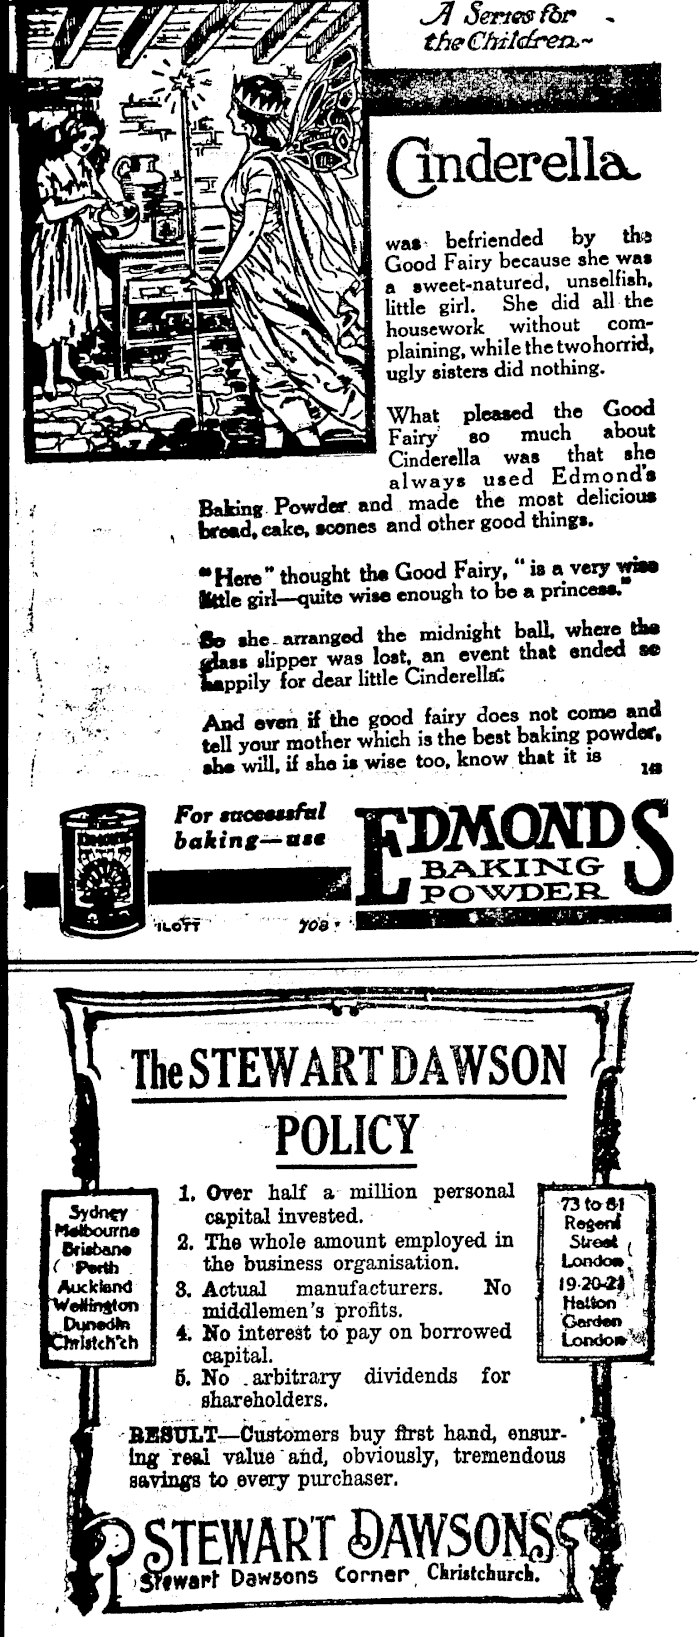 A Series for
the Children~
Cinderella
was befriended by the
Good Fairy because she was
a sweet-natured, unselfish,
little girl. She did all the
housework without com-
plaining, while the two horrid,
ugly sisters did nothing.
What pleased the Good
Fairy so much about
Cinderella was that she
always used Edmond's
Baking Powder and made the most delicious
bread, cake, scones and other good things.
"Here" thought the Good Fairy, "is a very wise
little girl—quite wise enough to be a princess."
So she arranged the midnight ball, where the
glass slipper was lost, an event that ended so
happily for dear little Cinderella.
And even if the good fairy does not come and
tell your mother which is the best baking powder,
she will, if she is wise too, know that it is
148
For successful
baking—use
EDMONDS
BAKING
POWDER
EDMONDS
ILOTT
708
The STEWART DAWSON
POLICY
Sydney
Melbourne
Brisbane
Perth
Auckland
Wellington
Dunedin
Christch'ch
1. Over half a million personal
capital invested.
2. The whole amount employed in
the business organisation.
3. Actual manufacturers. No
middlemen's profits.
4. No interest to pay on borrowed
capital.
5. No arbitrary dividends for
shareholders.
73 to 81
Regent
Street
London
19-20-21
Hatton
Garden
London
RESULT—Customers buy first hand, ensur-
ing real value and, obviously, tremendous
savings to every purchaser.
STEWART DAWSONS
Stewart Dawsons Corner, Christchurch.